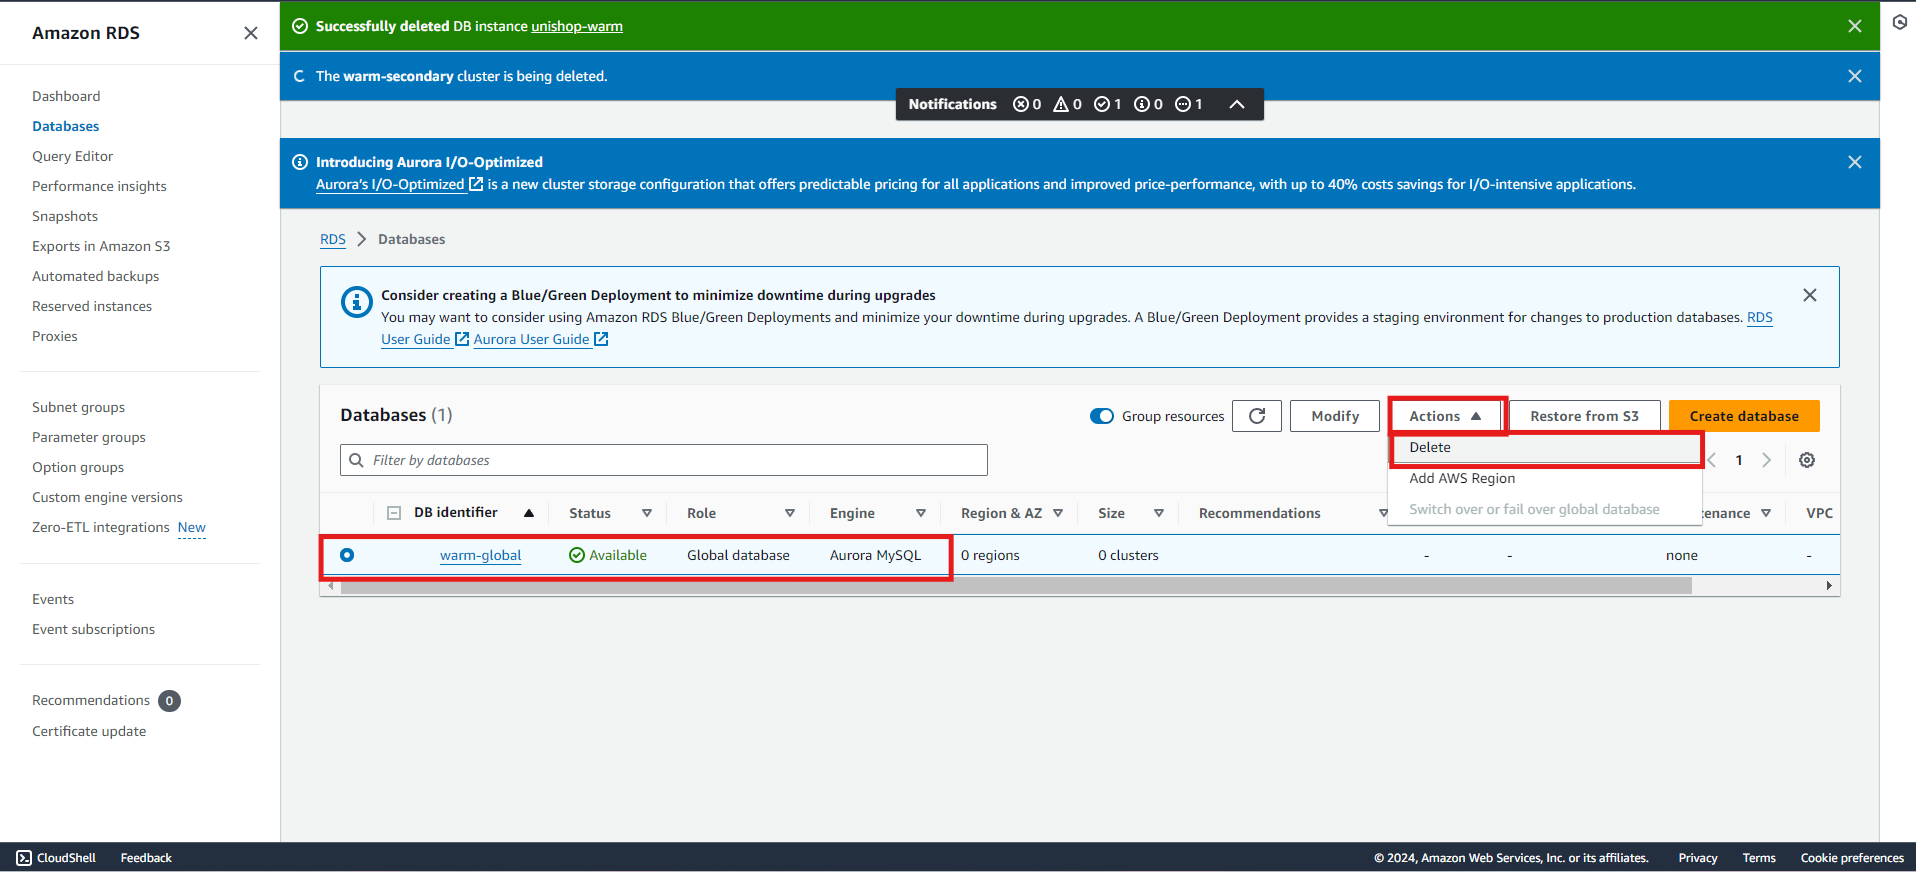 Amazon RDS
Dashboard
Databases
Query Editor
Performance insights
Snapshots
Exports in Amazon S3
Automated backups
Reserved instances
Proxies
Subnet groups
Parameter groups
Option groups
Custom engine versions
Zero-ETL integrations New
Events
Event subscriptions
Recommendations 0
Certificate update
Successfully deleted DB instance unishop-warm
The warm-secondary cluster is being deleted.
Notifications 0 0 1 0 1
Introducing Aurora I/O-Optimized
Aurora's I/O-Optimized is a new cluster storage configuration that offers predictable pricing for all applications and improved price-performance, with up to 40% costs savings for I/O-intensive applications.
RDS Databases
Consider creating a Blue/Green Deployment to minimize downtime during upgrades
You may want to consider using Amazon RDS Blue/Green Deployments and minimize your downtime during upgrades. A Blue/Green Deployment provides a staging environment for changes to production databases. RDS
User Guide Aurora User Guide
Databases (1) Group resources Modify Actions Restore from S3 Create database
Delete
Filter by databases 1
Add AWS Region
Switch over or fail over global database
DB identifier Status Role Engine Region & AZ Size Recommendations tenance VPC
warm-global Available Global database Aurora MySQL 0 regions 0 clusters - - none -
CloudShell Feedback © 2024, Amazon Web Services, Inc. or its affiliates. Privacy Terms Cookie preferences